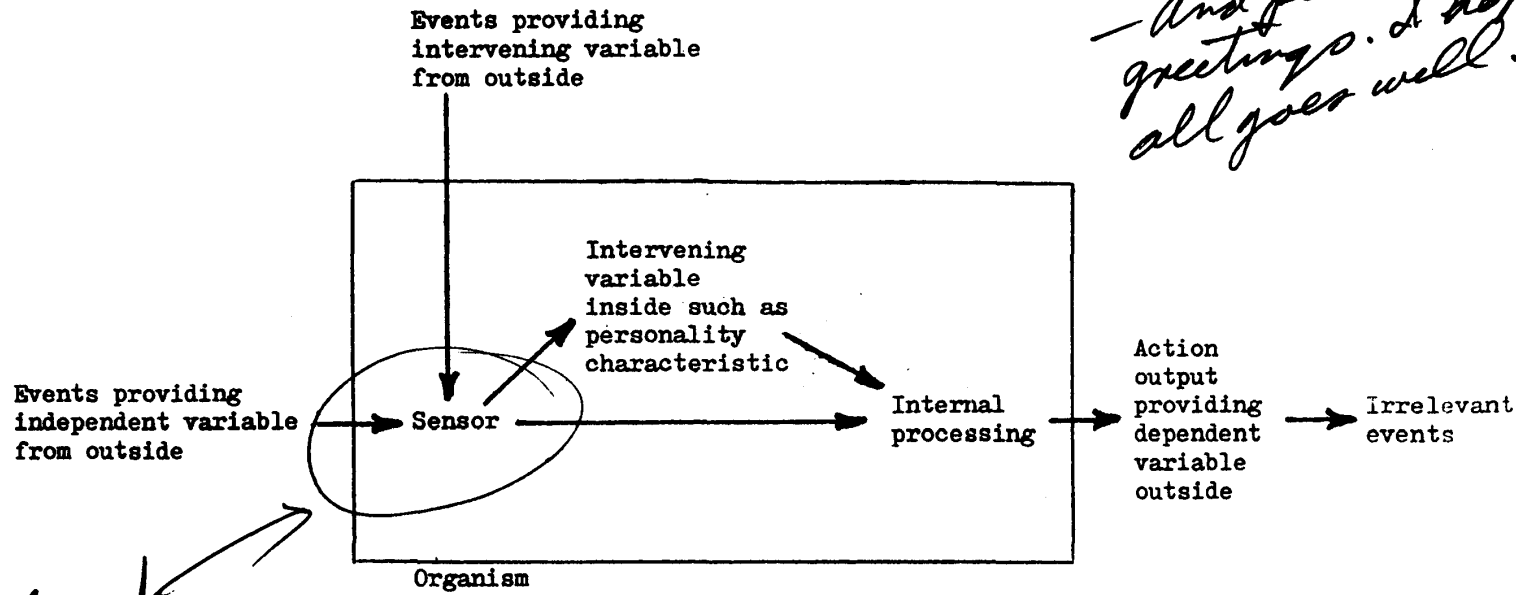 Events providing
intervening variable
from outside
— and
greetings. I
all goes well.
Intervening
variable
inside such as
personality
characteristic
Events providing
independent variable
from outside
Sensor
Internal
processing
Action
output
providing
dependent
variable
outside
Irrelevant
events
Organism